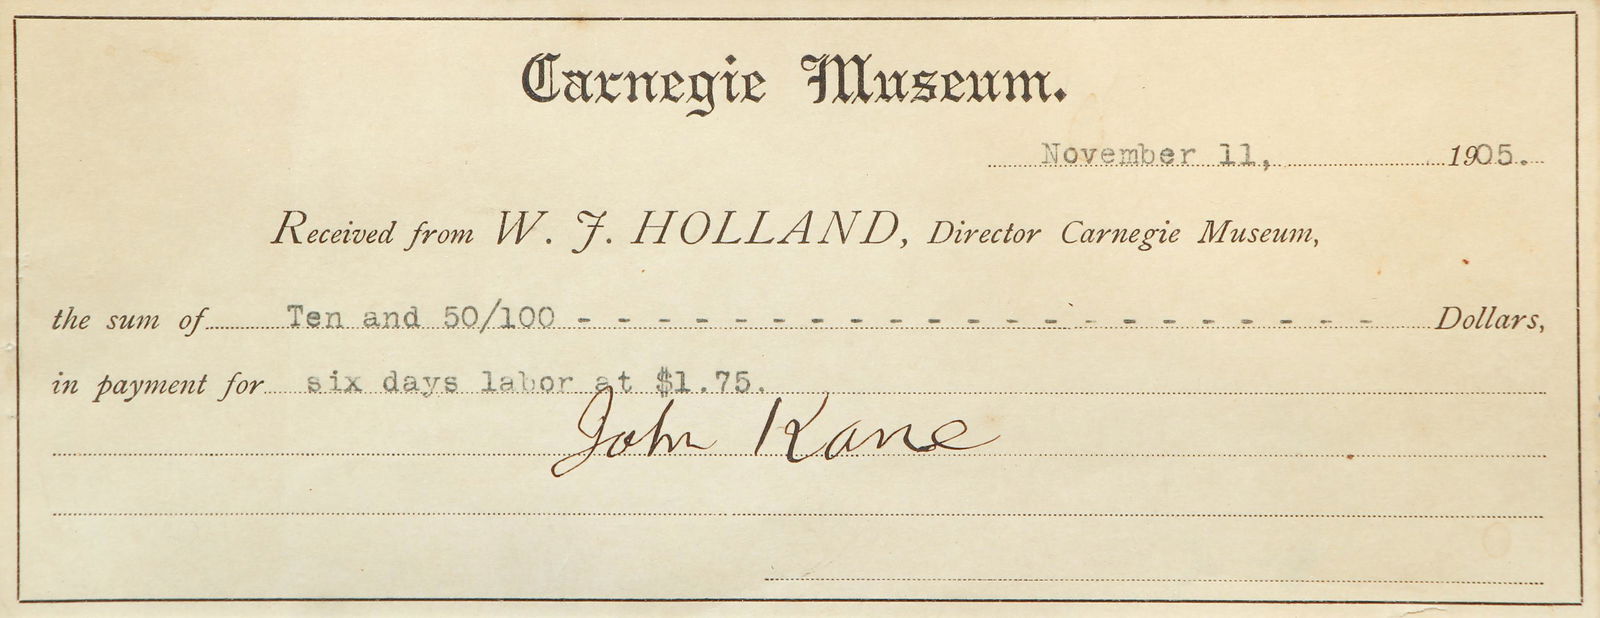 Carnegie Museum.
November 11, 1905.
Received from W. J. HOLLAND, Director Carnegie Museum,
the sum of Ten and 50/100 - - - - - - - - - - - - - - - - - - - - - Dollars,
in payment for six days labor at $1.75.
John Kane